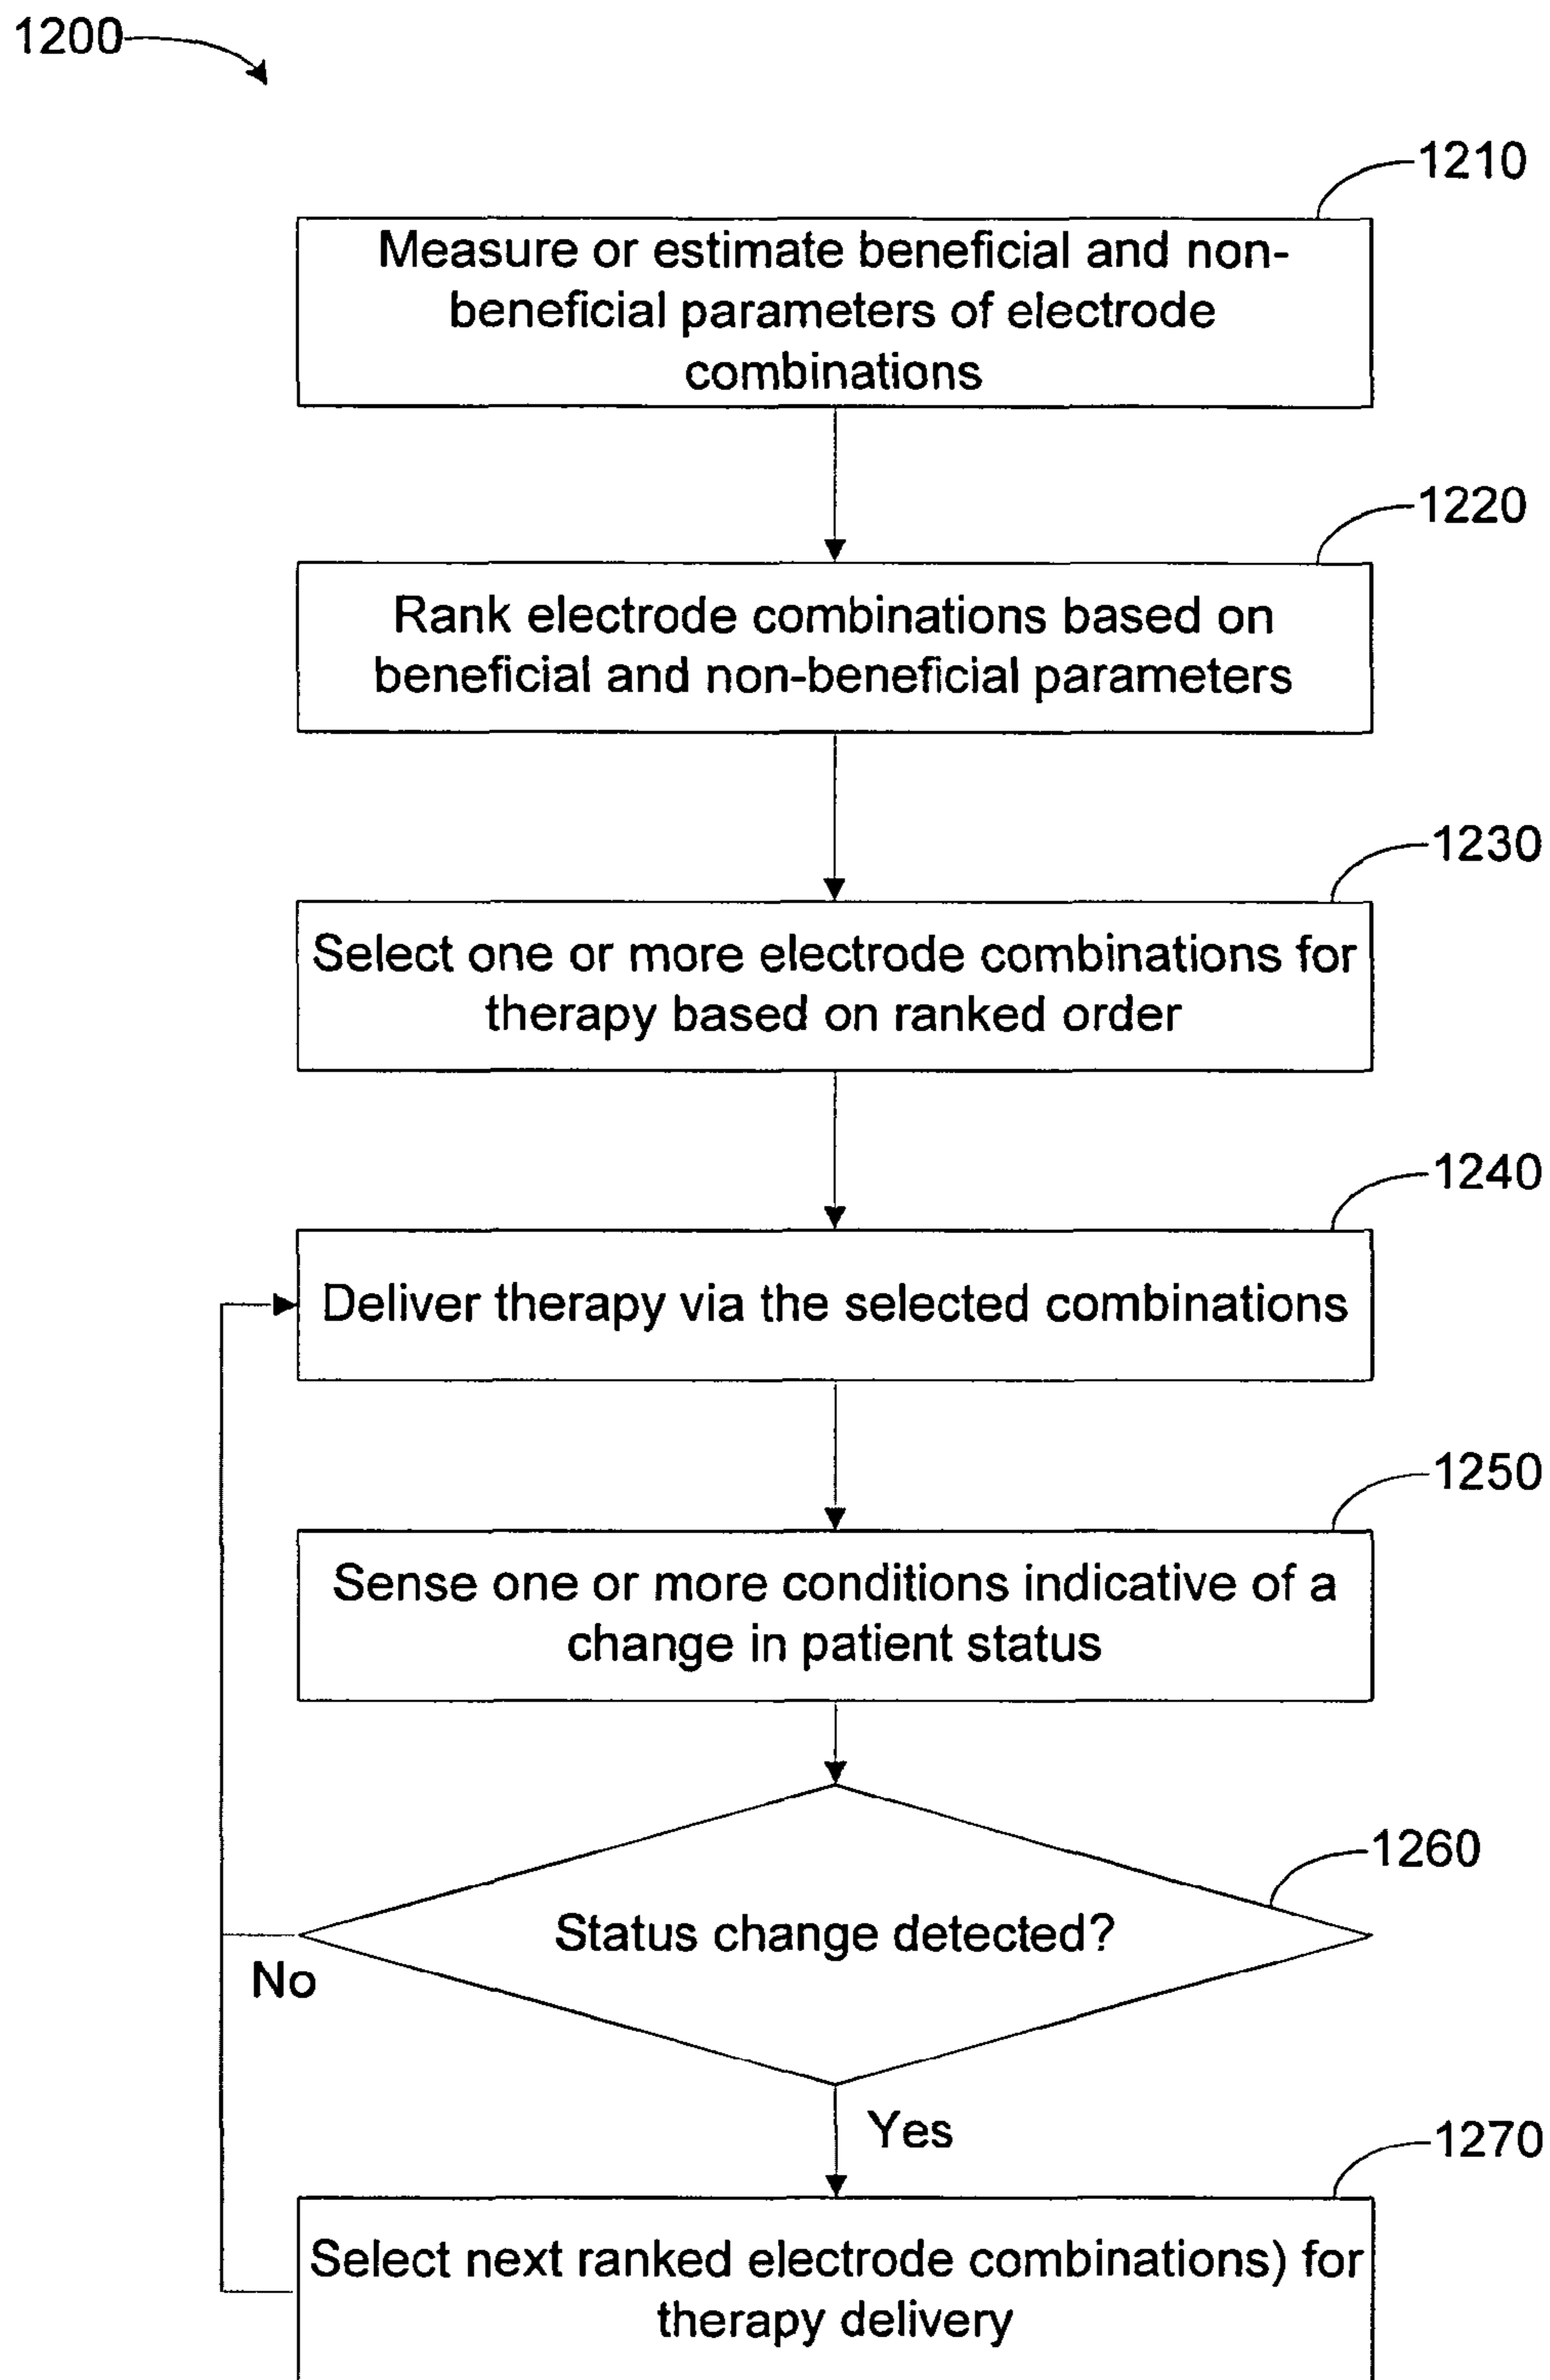 1200
1210
Measure or estimate beneficial and non-
beneficial parameters of electrode
combinations
1220
Rank electrode combinations based on
beneficial and non-beneficial parameters
1230
Select one or more electrode combinations for
therapy based on ranked order
1240
Deliver therapy via the selected combinations
1250
Sense one or more conditions indicative of a
change in patient status
1260
Status change detected?
No
Yes
1270
Select next ranked electrode combinations) for
therapy delivery